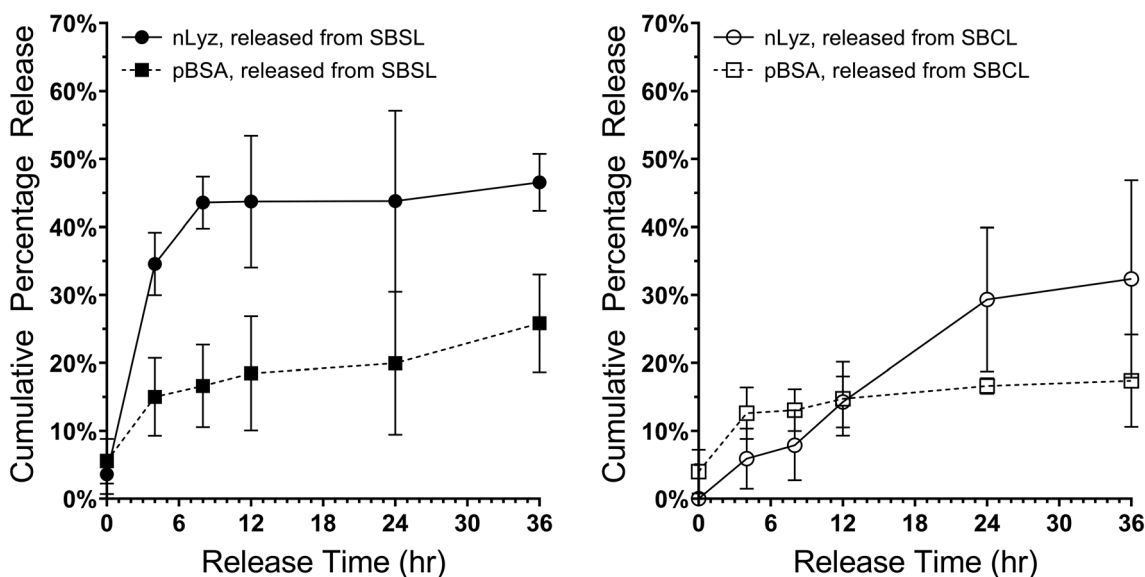 Cumulative Percentage Release
70%
60%
50%
40%
30%
20%
10%
0%
nLyz, released from SBSL
pBSA, released from SBSL
0 6 12 18 24 30 36
Release Time (hr)
Cumulative Percentage Release
70%
60%
50%
40%
30%
20%
10%
0%
nLyz, released from SBCL
pBSA, released from SBCL
0 6 12 18 24 30 36
Release Time (hr)